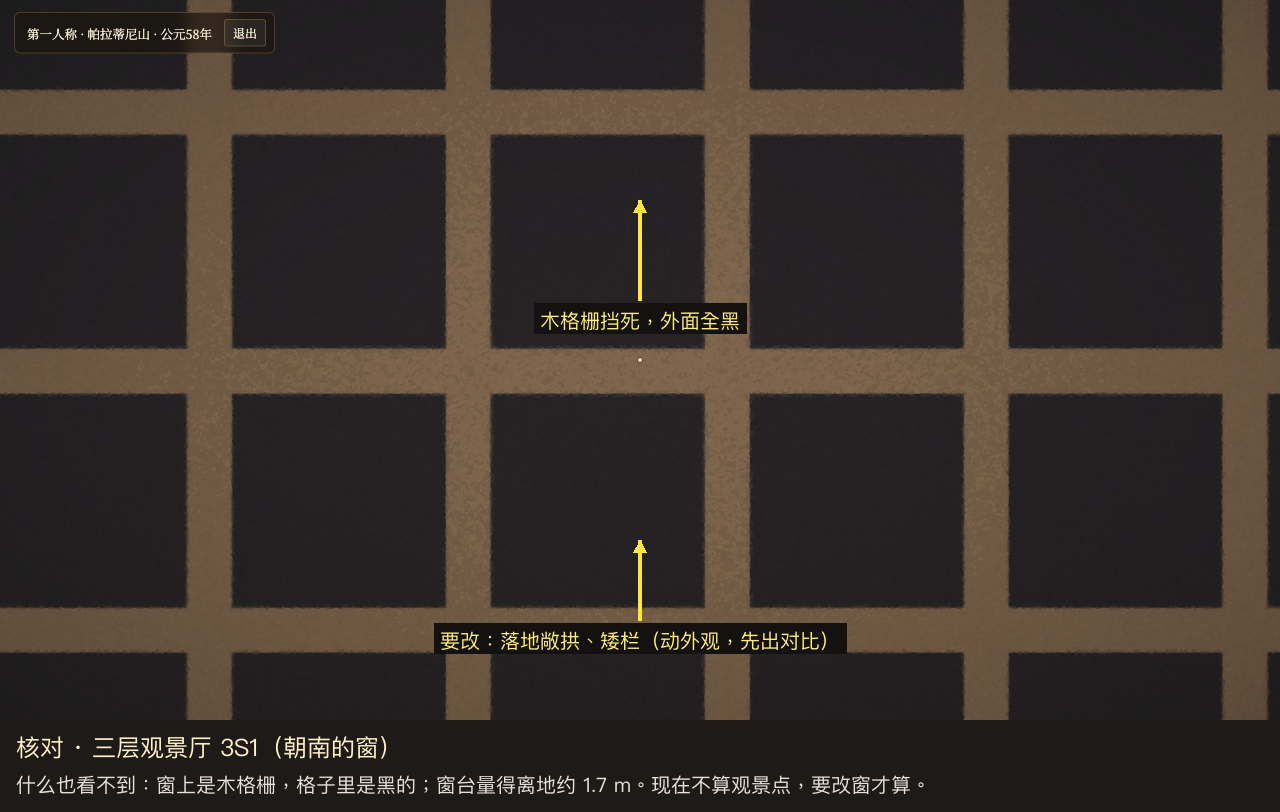 第一人称 · 帕拉蒂尼山 · 公元58年 退出
木格栅挡死，外面全黑
要改：落地敞拱、矮栏（动外观，先出对比）
核对 · 三层观景厅 3S1（朝南的窗）
什么也看不到：窗上是木格栅，格子里是黑的；窗台量得离地约 1.7 m。现在不算观景点，要改窗才算。